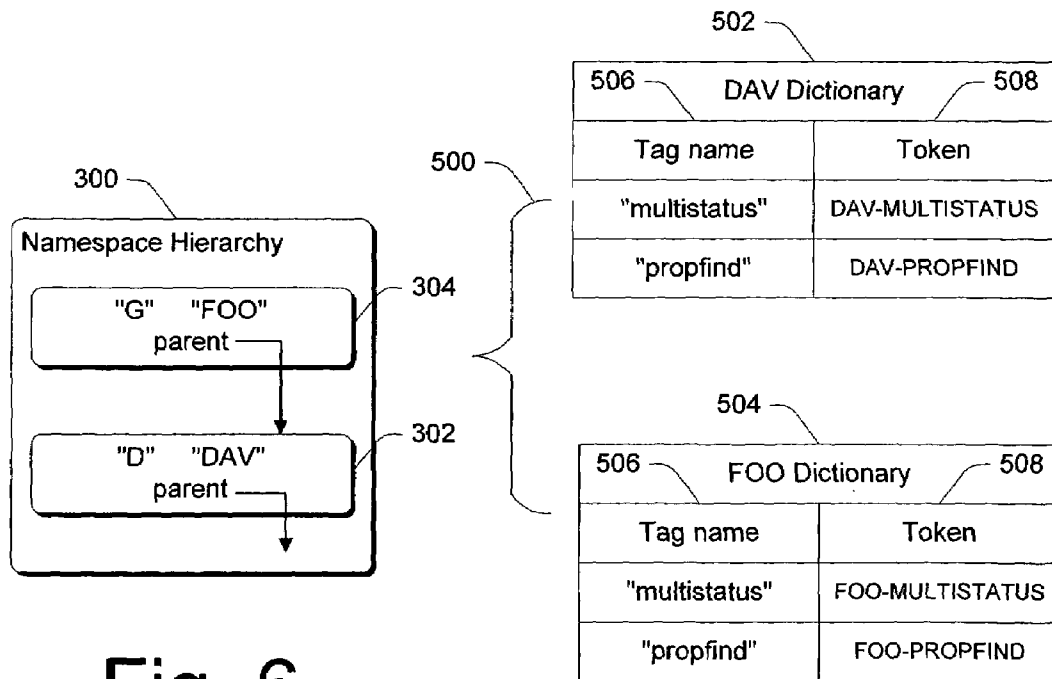 300
Namespace Hierarchy
"G" "FOO"
parent
304
"D" "DAV"
parent
302
500
502
506 DAV Dictionary 508
Tag name Token
"multistatus" DAV-MULTISTATUS
"propfind" DAV-PROPFIND
504
506 FOO Dictionary 508
Tag name Token
"multistatus" FOO-MULTISTATUS
"propfind" FOO-PROPFIND
Fig. 6